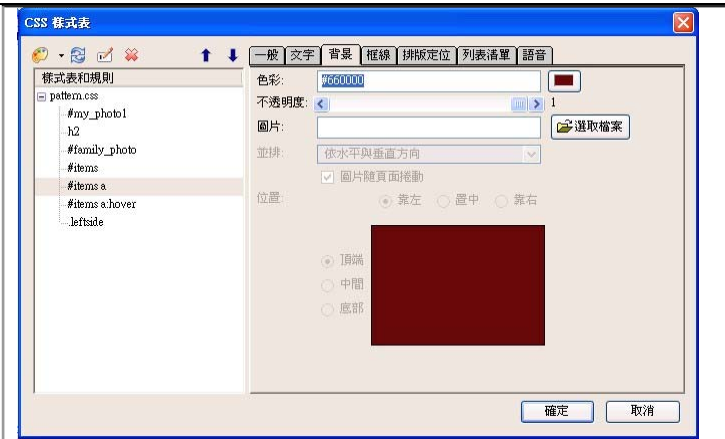 CSS 樣式表
一般 文字 背景 框線 排版定位 列表清單 語音
樣式表和規則
pattern.css
#my_photo1
h2
#family_photo
#items
#items a
#items a:hover
.leftside
色彩: #660000
不透明度: 1
圖片: 選取檔案
並排: 依水平與垂直方向
圖片隨頁面捲動
位置: 靠左 置中 靠右
頂端
中間
底部
確定 取消